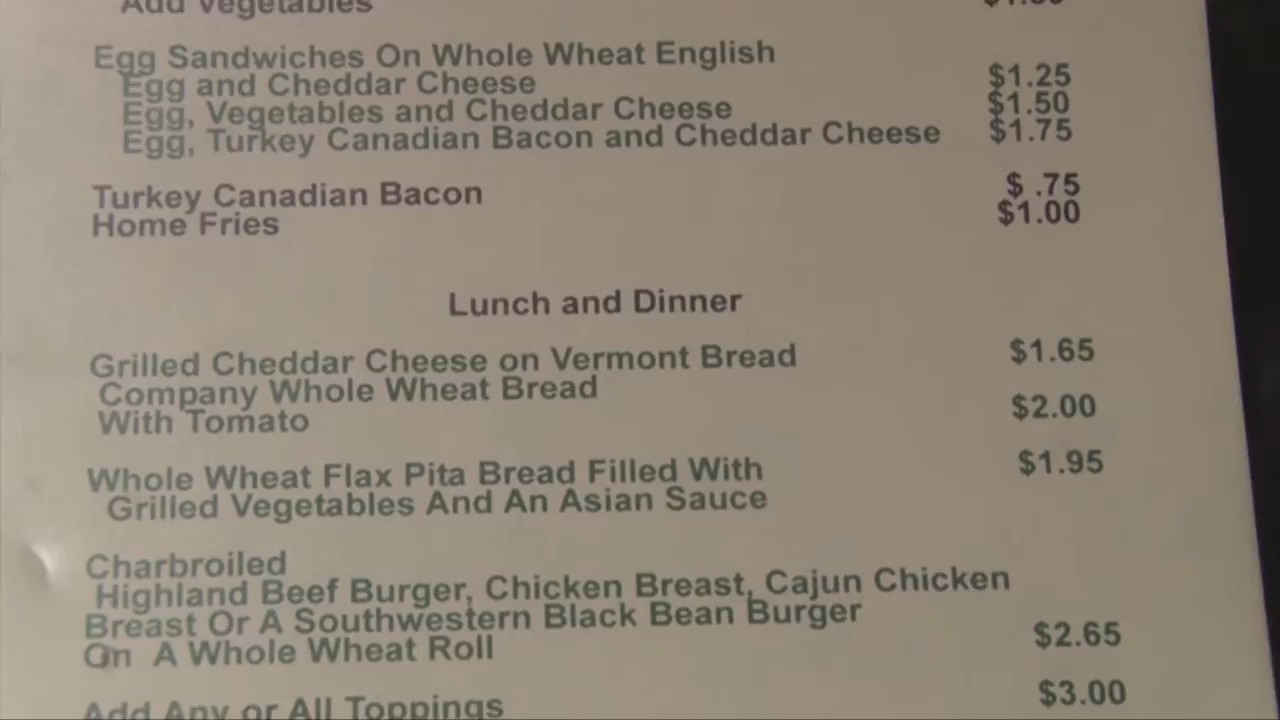 Add Vegetables
Egg Sandwiches On Whole Wheat English
Egg and Cheddar Cheese $1.25
Egg, Vegetables and Cheddar Cheese $1.50
Egg, Turkey Canadian Bacon and Cheddar Cheese $1.75
Turkey Canadian Bacon $ .75
Home Fries $1.00
Lunch and Dinner
Grilled Cheddar Cheese on Vermont Bread $1.65
Company Whole Wheat Bread
With Tomato $2.00
Whole Wheat Flax Pita Bread Filled With $1.95
Grilled Vegetables And An Asian Sauce
Charbroiled
Highland Beef Burger, Chicken Breast, Cajun Chicken
Breast Or A Southwestern Black Bean Burger
On A Whole Wheat Roll $2.65
Add Any or All Toppings $3.00